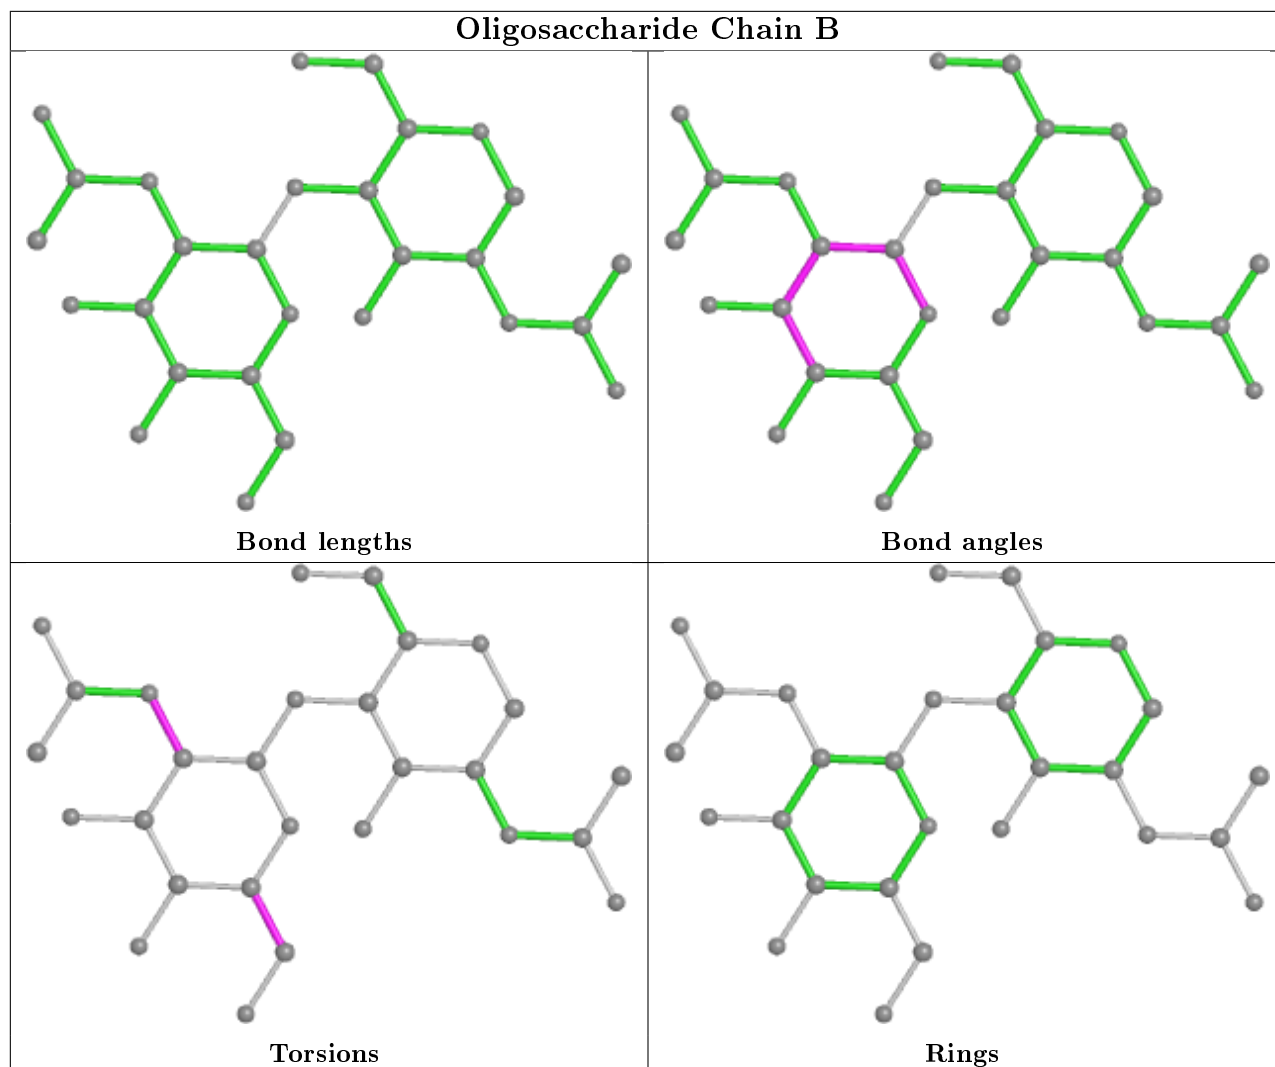 Oligosaccharide Chain B
Bond lengths
Bond angles
Torsions
Rings